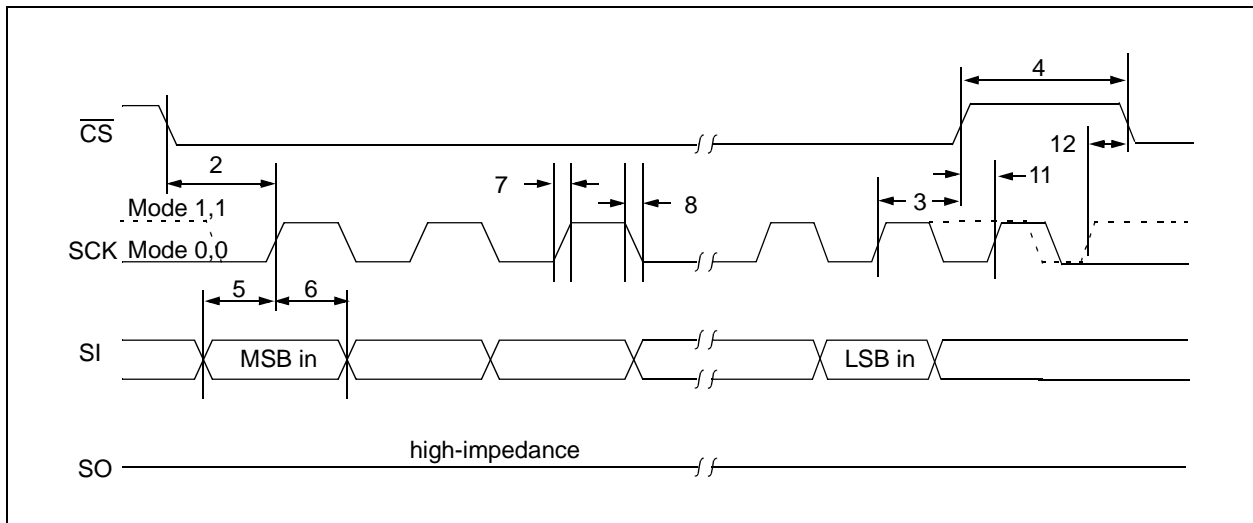 4
CS
12
2
7
8
3
11
Mode 1,1
SCK Mode 0,0
5
6
SI
MSB in
LSB in
high-impedance
SO